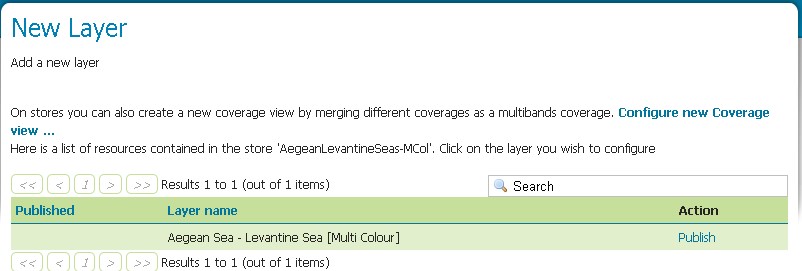 New Layer
Add a new layer
On stores you can also create a new coverage view by merging different coverages as a multibands coverage. Configure new Coverage
view ...
Here is a list of resources contained in the store 'AegeanLevantineSeas-MCol'. Click on the layer you wish to configure
<< < 1 > >> Results 1 to 1 (out of 1 items) Search
Published Layer name Action
Aegean Sea - Levantine Sea [Multi Colour] Publish
<< < 1 > >> Results 1 to 1 (out of 1 items)